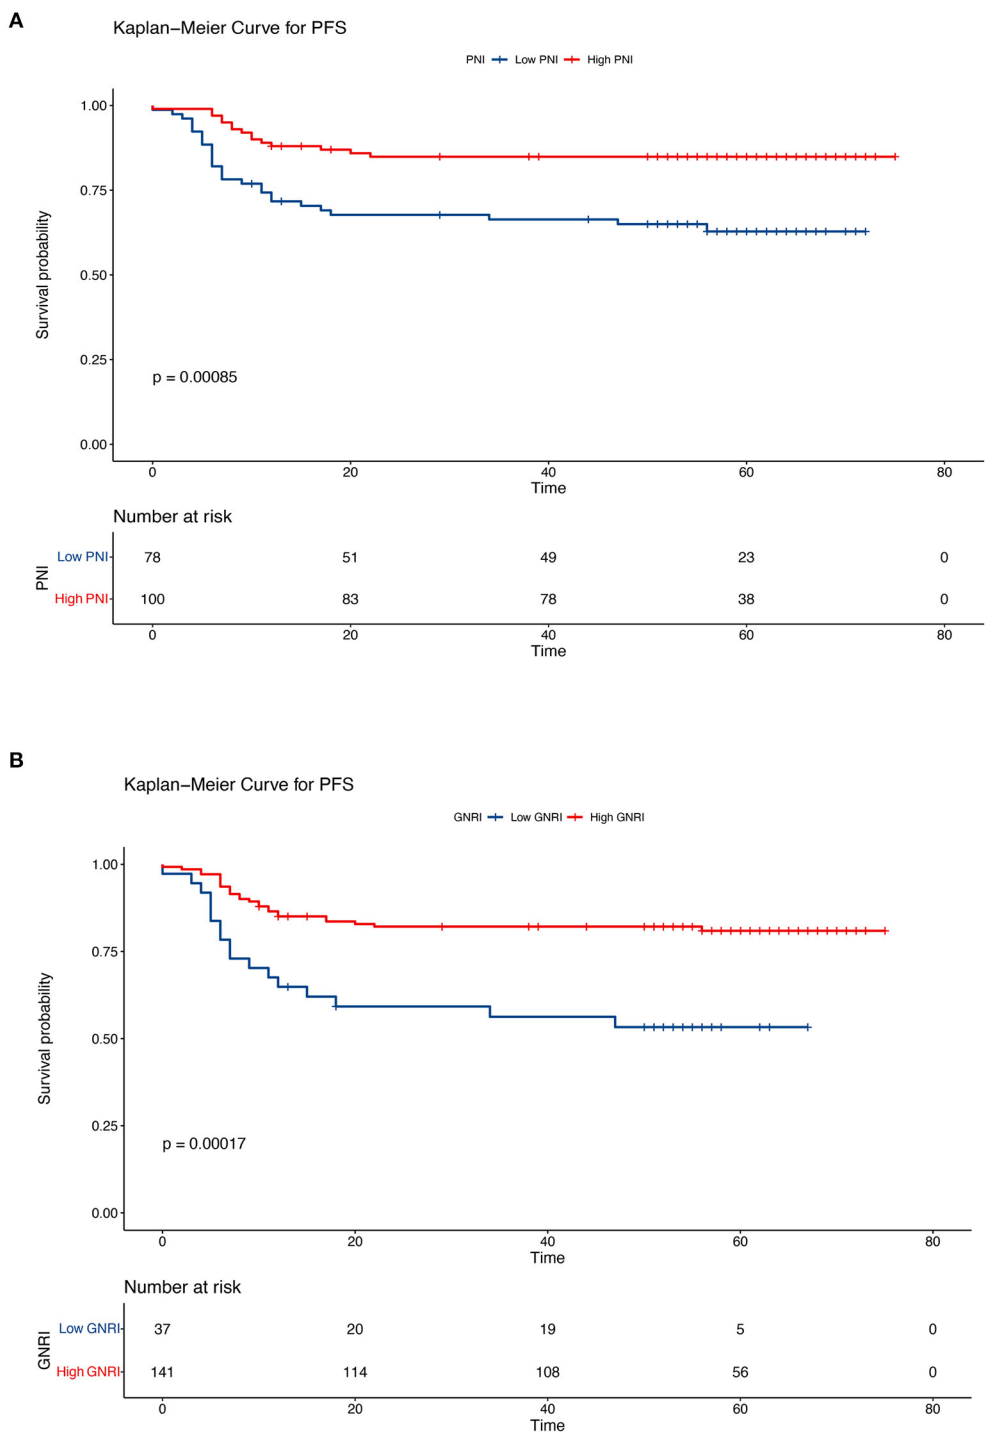 A
Kaplan−Meier Curve for PFS
PNI Low PNI High PNI
1.00
0.75
0.50
0.25
0.00
Survival probability
p = 0.00085
0 20 40 60 80
Time
Number at risk
PNI
Low PNI 78 51 49 23 0
High PNI 100 83 78 38 0
0 20 40 60 80
Time
B
Kaplan−Meier Curve for PFS
GNRI Low GNRI High GNRI
1.00
0.75
0.50
0.25
0.00
Survival probability
p = 0.00017
0 20 40 60 80
Time
Number at risk
GNRI
Low GNRI 37 20 19 5 0
High GNRI 141 114 108 56 0
0 20 40 60 80
Time